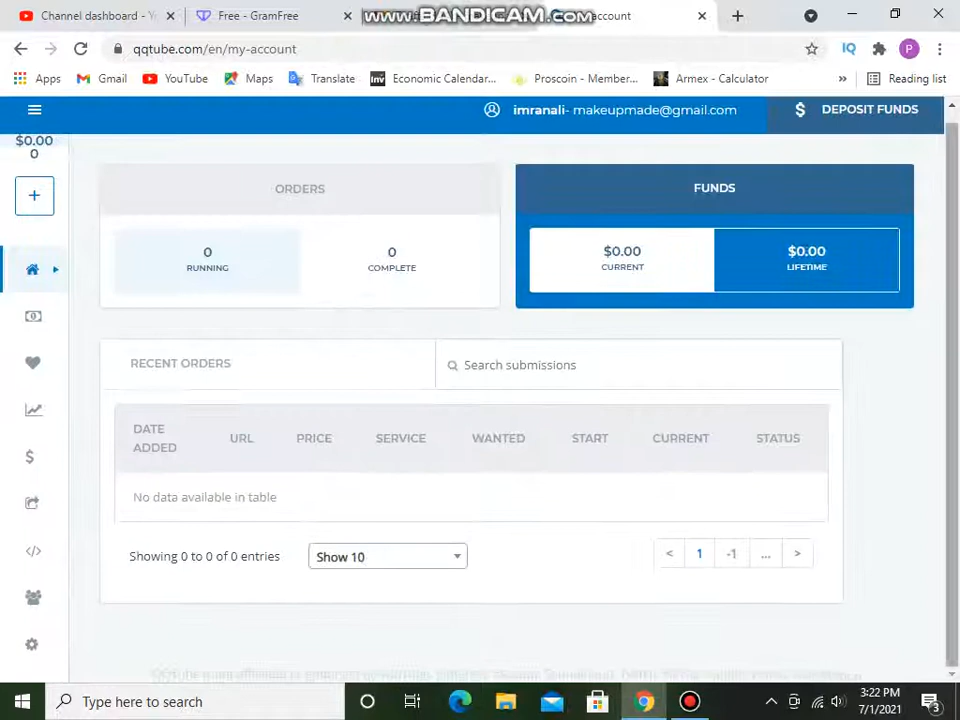 Channel dashboard - Yo
Free - GramFree
www.BANDICAM.com
account
qqtube.com/en/my-account
IQ
P
Apps
Gmail
YouTube
Maps
Translate
Inv
Economic Calendar...
Proscoin - Member...
Armex - Calculator
»
Reading list
imranali- makeupmade@gmail.com
$ DEPOSIT FUNDS
$0.00
0
+
ORDERS
FUNDS
0
RUNNING
0
COMPLETE
$0.00
CURRENT
$0.00
LIFETIME
RECENT ORDERS
Search submissions
DATE ADDED
URL
PRICE
SERVICE
WANTED
START
CURRENT
STATUS
No data available in table
Showing 0 to 0 of 0 entries
Show 10
< 1 -1 ... >
$
</>
Type here to search
3:22 PM
7/1/2021
3